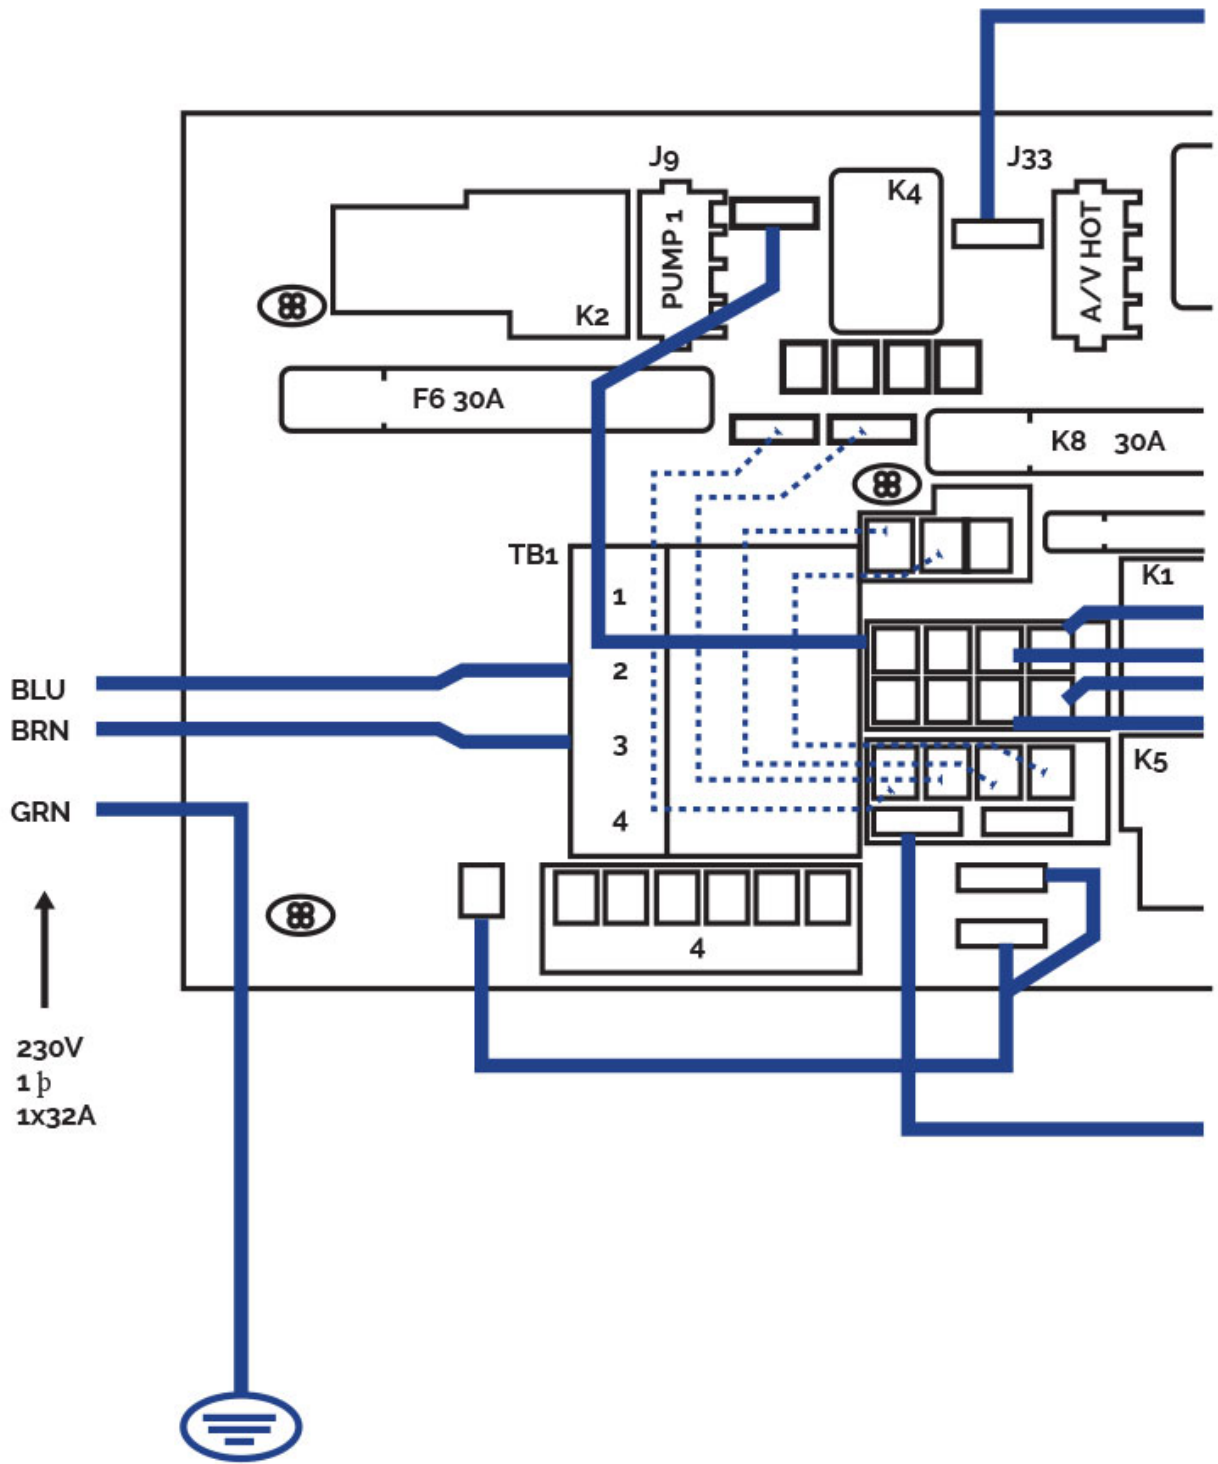 J9
J33
K4
PUMP 1
A/V HOT
K2
F6 30A
K8 30A
TB1
K1
1
BLU
2
BRN
3
K5
GRN
4
4
230V
1 þ
1x32A